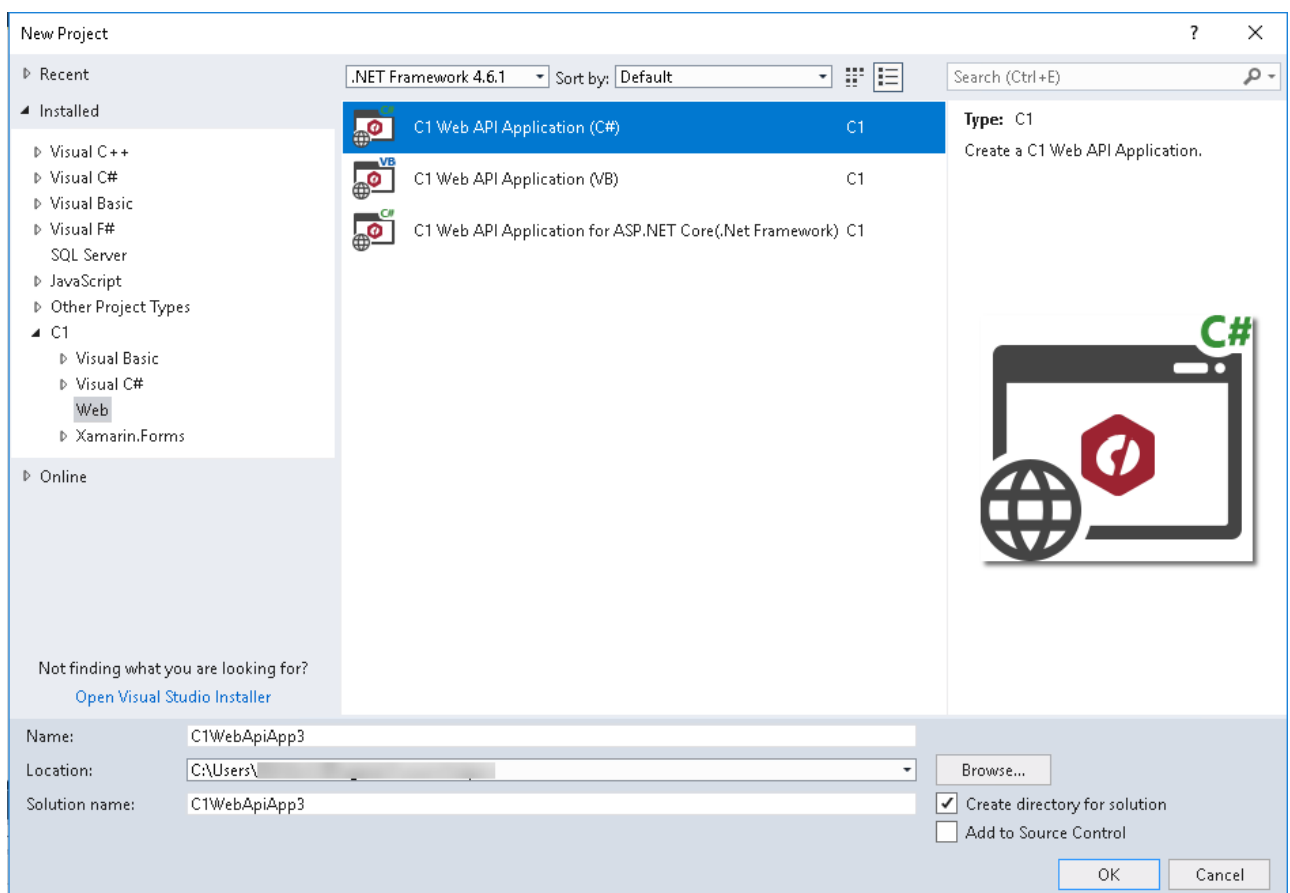 New Project
?
Recent
Installed
Visual C++
Visual C#
Visual Basic
Visual F#
SQL Server
JavaScript
Other Project Types
C1
Visual Basic
Visual C#
Web
Xamarin.Forms
Online
Not finding what you are looking for?
Open Visual Studio Installer
.NET Framework 4.6.1
Sort by: Default
C# C1 Web API Application (C#) C1
VB C1 Web API Application (VB) C1
C# C1 Web API Application for ASP.NET Core(.Net Framework) C1
Search (Ctrl+E)
Type: C1
Create a C1 Web API Application.
C#
Name: C1WebApiApp3
Location: C:\Users\
Browse...
Solution name: C1WebApiApp3
Create directory for solution
Add to Source Control
OK
Cancel